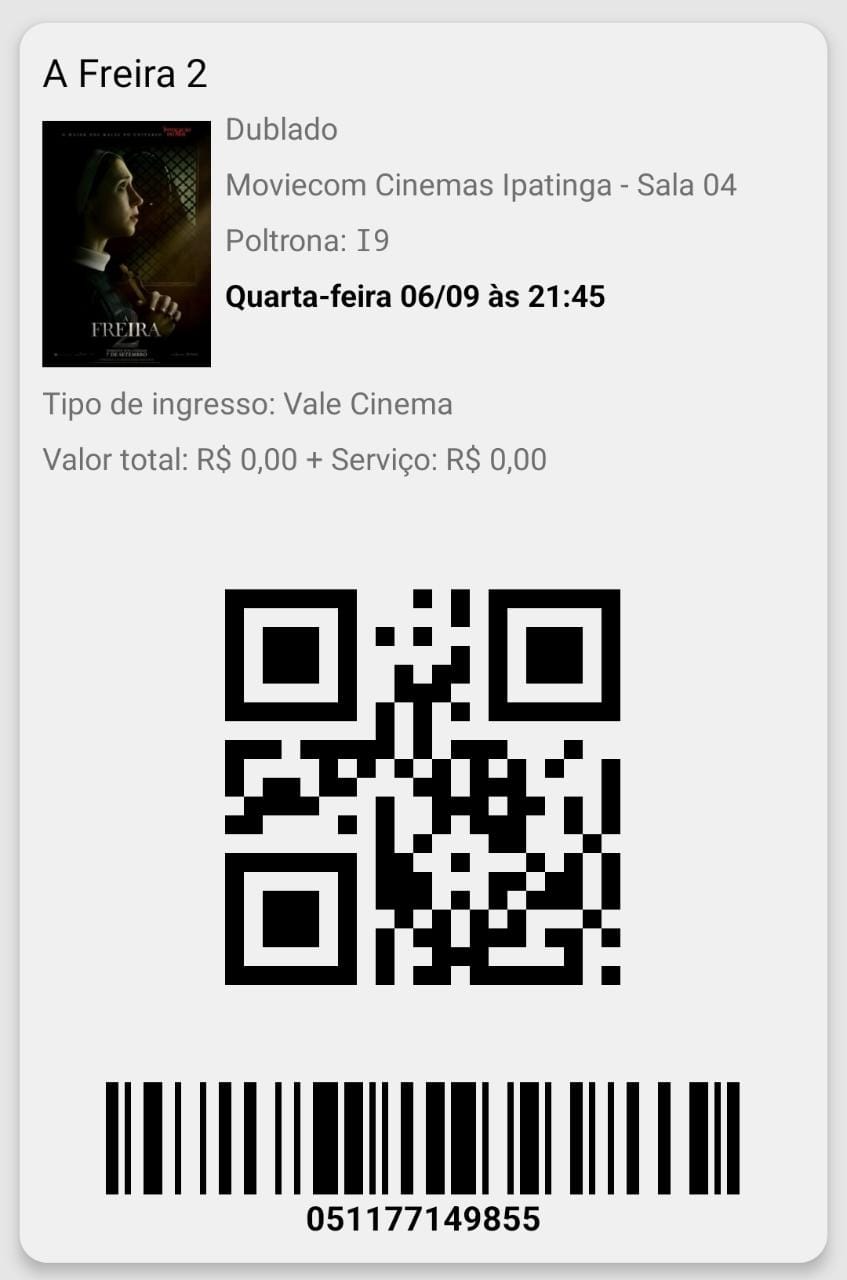 A Freira 2
Dublado
Moviecom Cinemas Ipatinga - Sala 04
Poltrona: I9
Quarta-feira 06/09 às 21:45
A
FREIRA
2
7 DE SETEMBRO
Tipo de ingresso: Vale Cinema
Valor total: R$ 0,00 + Serviço: R$ 0,00
051177149855